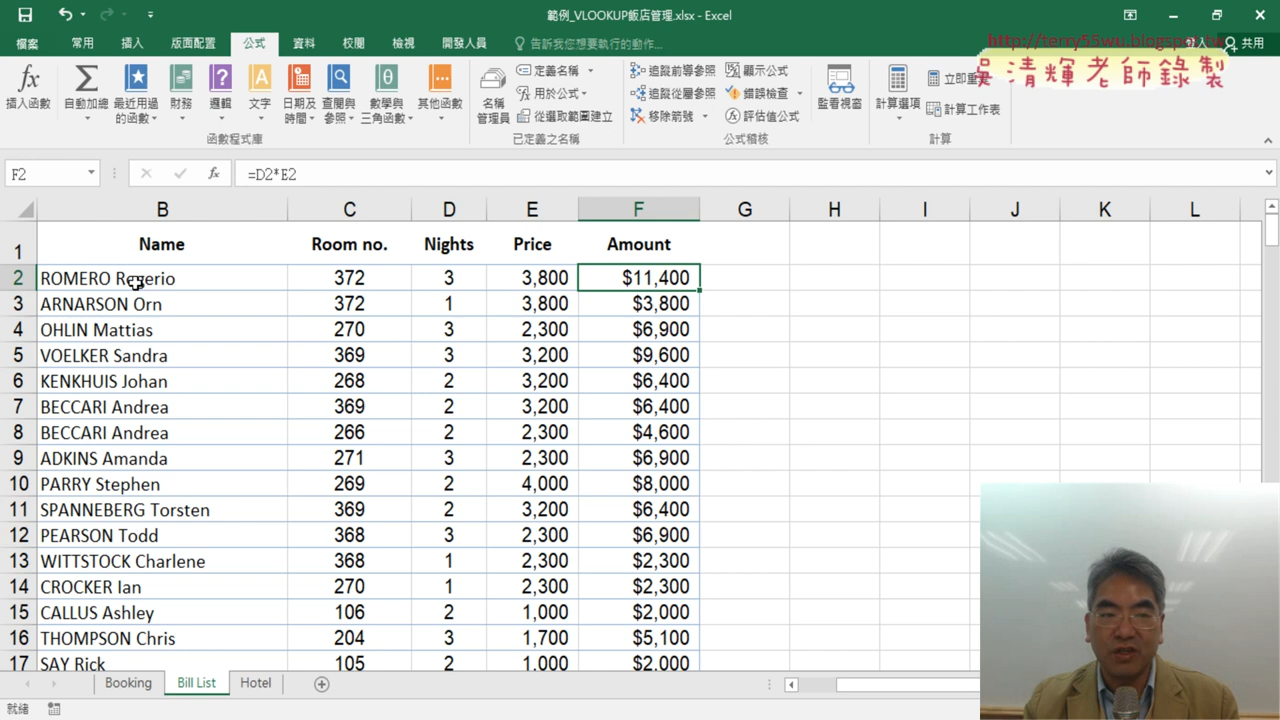 範例_VLOOKUP飯店管理.xlsx - Excel
檔案 常用 插入 版面配置 公式 資料 校閱 檢視 開發人員 告訴我您想要執行的動作... 登入 共用
http://terry55wu.blogspot.tw
吳清輝老師錄製
插入函數 自動加總 最近用過的函數 財務 邏輯 文字 日期及時間 查閱與參照 數學與三角函數 其他函數
函數程式庫
名稱管理員 定義名稱 用於公式 從選取範圍建立
已定義之名稱
追蹤前導參照 追蹤從屬參照 移除箭號 顯示公式 錯誤檢查 評估值公式
公式稽核
監看視窗 計算選項 立即重 計算工作表
計算
F2 fx =D2*E2
B C D E F G H I J K L
1 Name Room no. Nights Price Amount
2 ROMERO Rogerio 372 3 3,800 $11,400
3 ARNARSON Orn 372 1 3,800 $3,800
4 OHLIN Mattias 270 3 2,300 $6,900
5 VOELKER Sandra 369 3 3,200 $9,600
6 KENKHUIS Johan 268 2 3,200 $6,400
7 BECCARI Andrea 369 2 3,200 $6,400
8 BECCARI Andrea 266 2 2,300 $4,600
9 ADKINS Amanda 271 3 2,300 $6,900
10 PARRY Stephen 269 2 4,000 $8,000
11 SPANNEBERG Torsten 369 2 3,200 $6,400
12 PEARSON Todd 368 3 2,300 $6,900
13 WITTSTOCK Charlene 368 1 2,300 $2,300
14 CROCKER Ian 270 1 2,300 $2,300
15 CALLUS Ashley 106 2 1,000 $2,000
16 THOMPSON Chris 204 3 1,700 $5,100
17 SAY Rick 105 2 1,000 $2,000
Booking Bill List Hotel
就緒